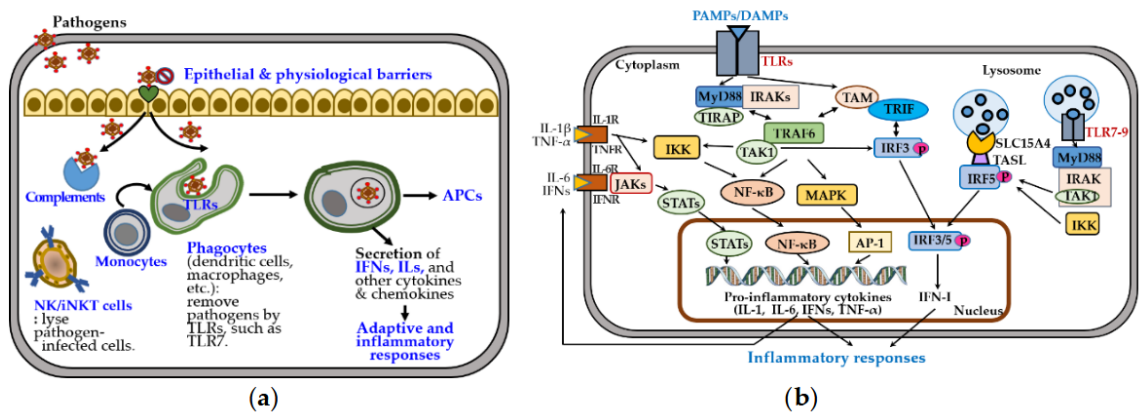 Pathogens
Epithelial & physiological barriers
Complements
TLRs
APCs
Monocytes
Phagocytes
(dendritic cells,
macrophages,
etc.):
remove
pathogens by
TLRs, such as
TLR7.
Secretion of
IFNs, ILs, and
other cytokines
& chemokines
NK/iNKT cells
: lyse
pathogen-
infected cells.
Adaptive and
inflammatory
responses
(a)
PAMPs/DAMPs
TLRs
Cytoplasm
Lysosome
MyD88
IRAKs
TIRAP
TAM
TRIF
TRAF6
TAK1
IKK
IRF3
p
IL-1β
TNF-α
IL-1R
TNFR
IL-6
IFNs
IL-6R
IFNR
JAKs
STATs
NF-κB
MAPK
SLC15A4
TASL
IRF5
p
TLR7-9
MyD88
IRAK
TAK1
IKK
STATs
NF-κB
AP-1
IRF3/5
p
Pro-inflammatory cytokines
(IL-1, IL-6, IFNs, TNF-α)
IFN-I
Nucleus
Inflammatory responses
(b)